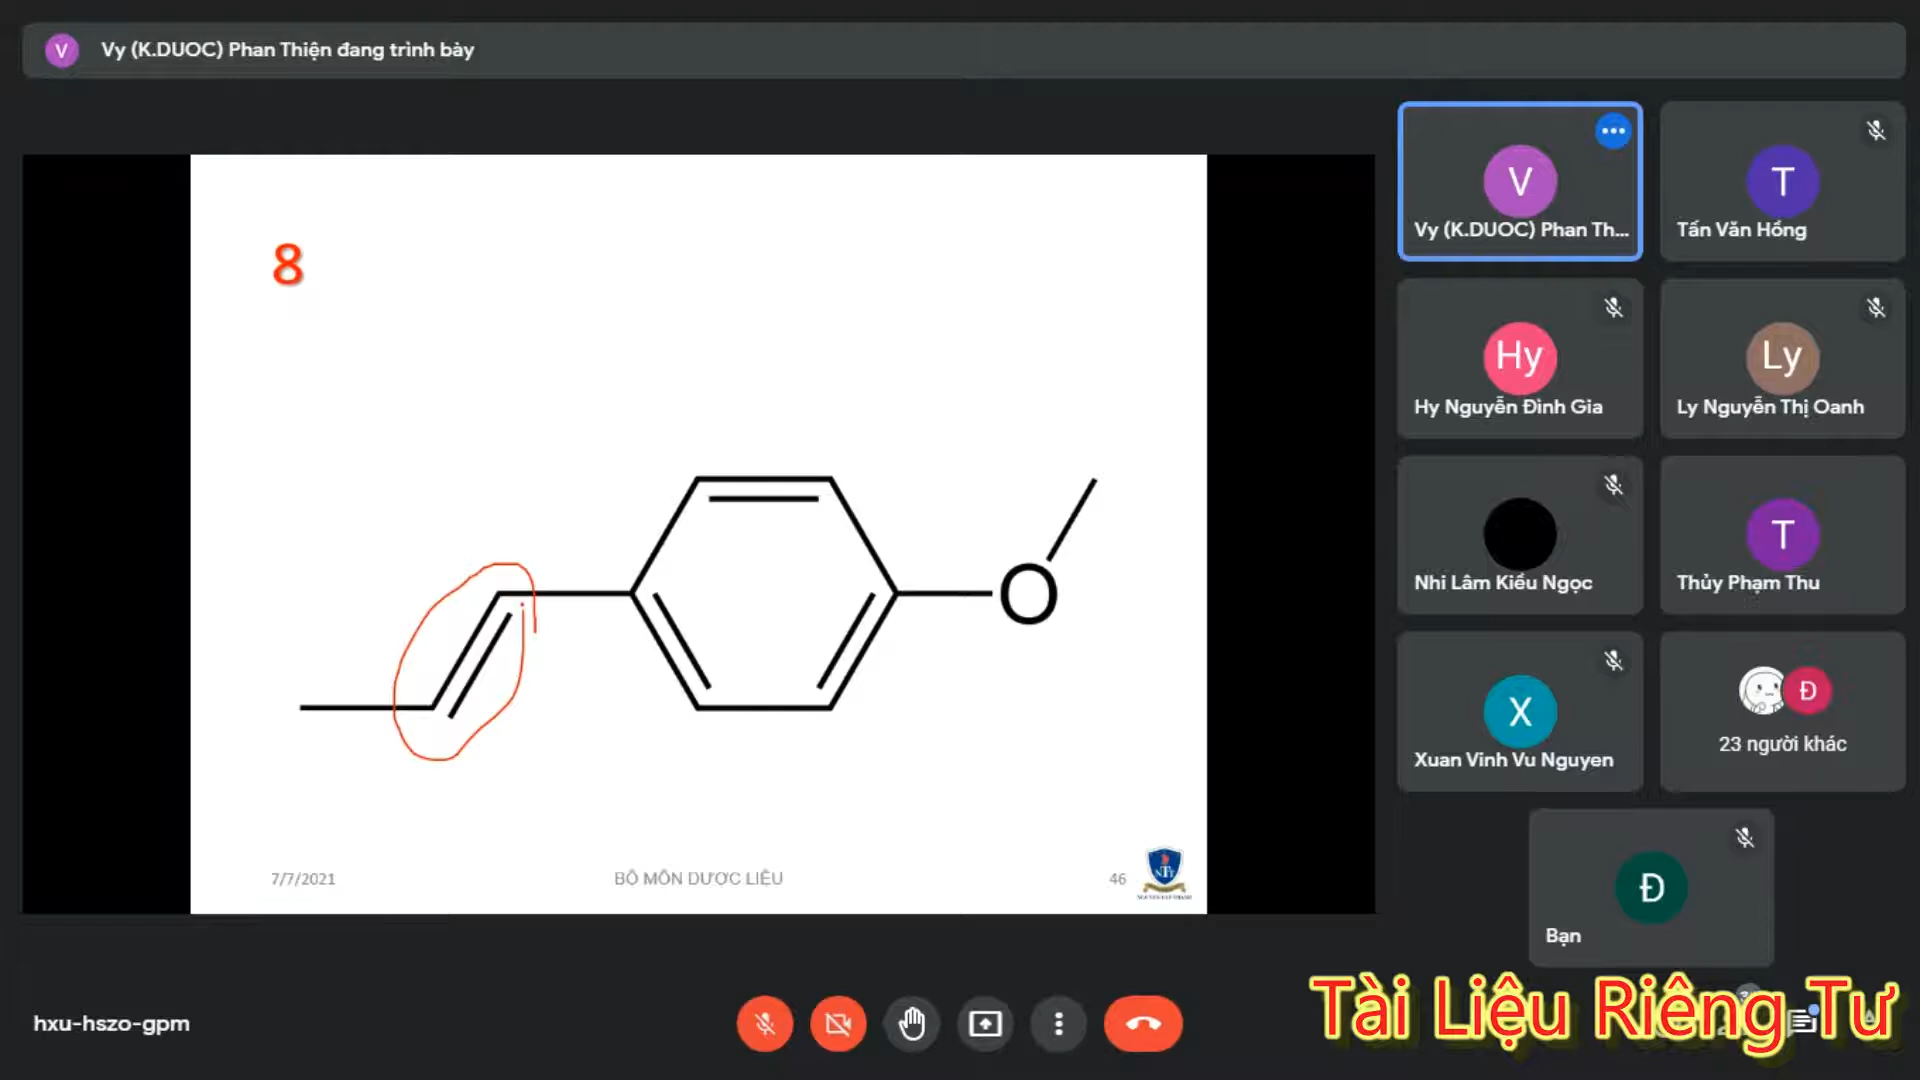 V
Vy (K.DUOC) Phan Thiện đang trình bày
8
O
7/7/2021
BỘ MÔN DƯỢC LIỆU
46
NTT
V
Vy (K.DUOC) Phan Th...
T
Tấn Văn Hồng
Hy
Hy Nguyễn Đình Gia
Ly
Ly Nguyễn Thị Oanh
Nhi Lâm Kiều Ngọc
T
Thủy Phạm Thu
X
Xuan Vinh Vu Nguyen
Đ
23 người khác
Đ
Bạn
hxu-hszo-gpm
Tài Liệu Riêng Tư